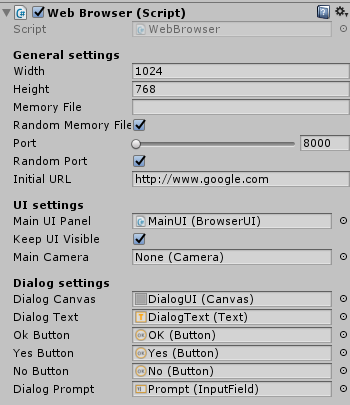 Web Browser (Script)
Script WebBrowser
General settings
Width 1024
Height 768
Memory File
Random Memory File
Port 8000
Random Port
Initial URL http://www.google.com
UI settings
Main UI Panel MainUI (BrowserUI)
Keep UI Visible
Main Camera None (Camera)
Dialog settings
Dialog Canvas DialogUI (Canvas)
Dialog Text DialogText (Text)
Ok Button OK (Button)
Yes Button Yes (Button)
No Button No (Button)
Dialog Prompt Prompt (InputField)